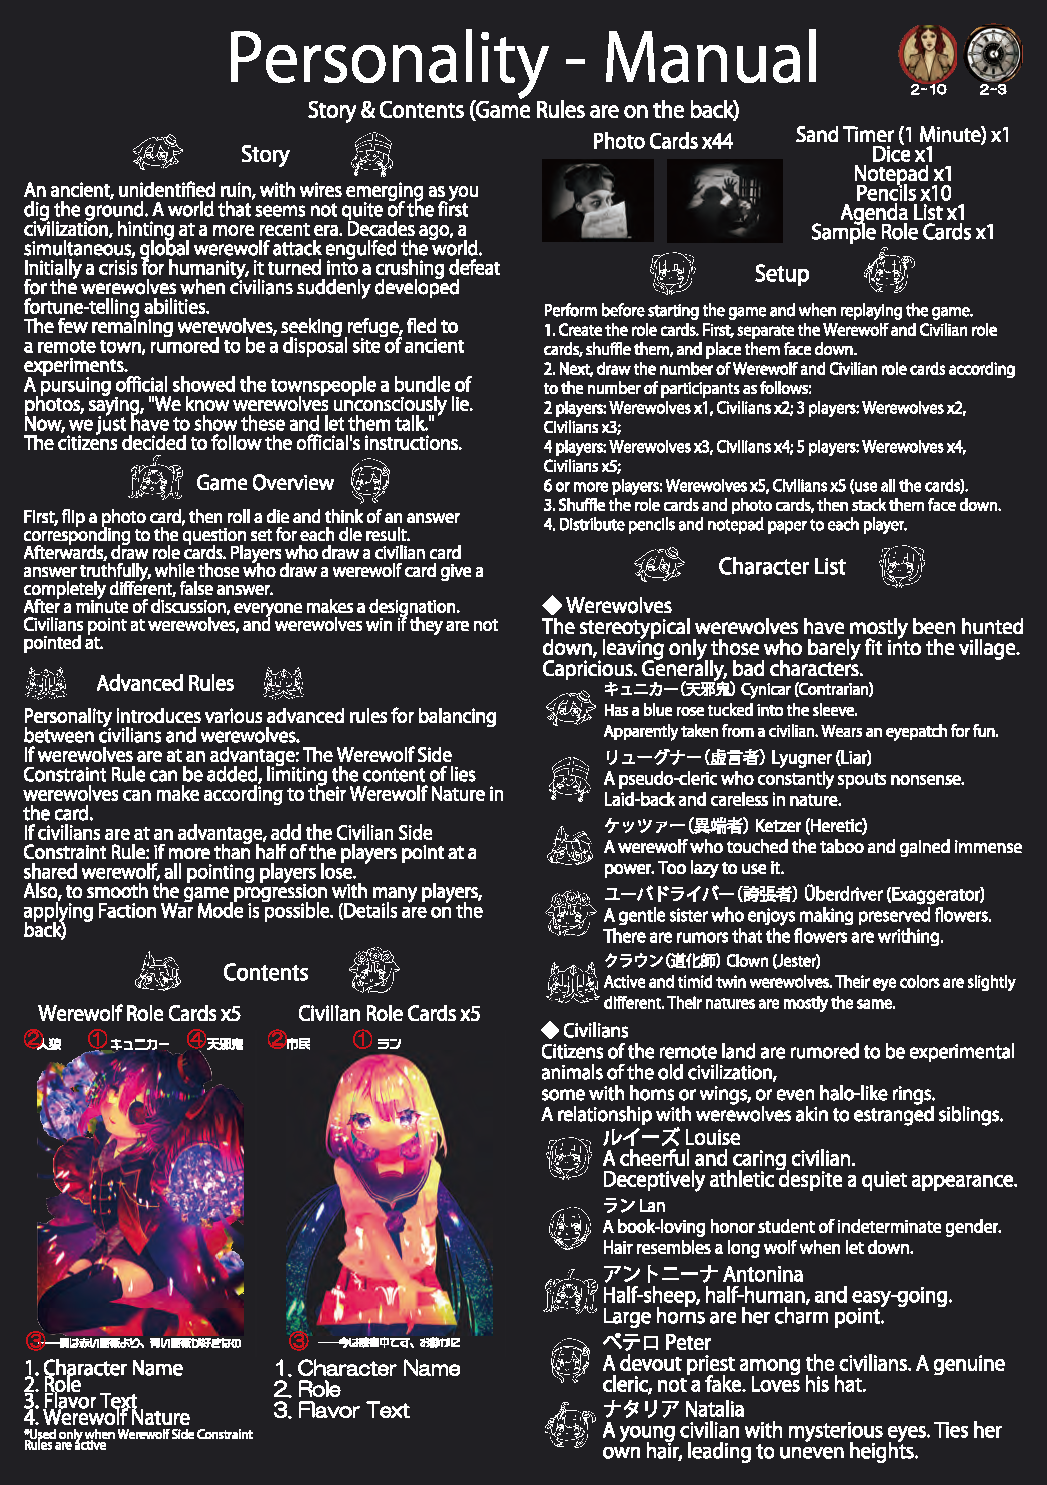 Personality - Manual
Story & Contents (Game Rules are on the back)
2-10
2-3
Story
An ancient, unidentified ruin, with wires emerging as you
dig the ground. A world that seems not quite of the first
civilization, hinting at a more recent era. Decades ago, a
simultaneous, global werewolf attack engulfed the world.
Initially a crisis for humanity, it turned into a crushing defeat
for the werewolves when civilians suddenly developed
fortune-telling abilities.
The few remaining werewolves, seeking refuge, fled to
a remote town, rumored to be a disposal site of ancient
experiments.
A pursuing official showed the townspeople a bundle of
photos, saying, "We know werewolves unconsciously lie.
Now, we just have to show these and let them talk."
The citizens decided to follow the official's instructions.
Game Overview
First, flip a photo card, then roll a die and think of an answer
corresponding to the question set for each die result.
Afterwards, draw role cards. Players who draw a civilian card
answer truthfully, while those who draw a werewolf card give a
completely different, false answer.
After a minute of discussion, everyone makes a designation.
Civilians point at werewolves, and werewolves win if they are not
pointed at.
Advanced Rules
Personality introduces various advanced rules for balancing
between civilians and werewolves.
If werewolves are at an advantage: The Werewolf Side
Constraint Rule can be added, limiting the content of lies
werewolves can make according to their Werewolf Nature in
the card.
If civilians are at an advantage, add the Civilian Side
Constraint Rule: if more than half of the players point at a
shared werewolf, all pointing players lose.
Also, to smooth the game progression with many players,
applying Faction War Mode is possible. (Details are on the
back)
Contents
Werewolf Role Cards x5
② 人狼 ① キュニカー ④ 天邪鬼
③
1. Character Name
2. Role
3. Flavor Text
4. Werewolf Nature
*Used only when Werewolf Side Constraint
Rules are active
Civilian Role Cards x5
② 市民 ① ラン
③
1. Character Name
2. Role
3. Flavor Text
Photo Cards x44
Sand Timer (1 Minute) x1
Dice x1
Notepad x1
Pencils x10
Agenda List x1
Sample Role Cards x1
Setup
Perform before starting the game and when replaying the game.
1. Create the role cards. First, separate the Werewolf and Civilian role
cards, shuffle them, and place them face down.
2. Next, draw the number of Werewolf and Civilian role cards according
to the number of participants as follows:
2 players: Werewolves x1, Civilians x2; 3 players: Werewolves x2,
Civilians x3;
4 players: Werewolves x3, Civilians x4; 5 players: Werewolves x4,
Civilians x5;
6 or more players: Werewolves x5, Civilians x5 (use all the cards).
3. Shuffle the role cards and photo cards, then stack them face down.
4. Distribute pencils and notepad paper to each player.
Character List
◆ Werewolves
The stereotypical werewolves have mostly been hunted
down, leaving only those who barely fit into the village.
Capricious. Generally, bad characters.
キュニカー(天邪鬼) Cynicar (Contrarian)
Has a blue rose tucked into the sleeve.
Apparently taken from a civilian. Wears an eyepatch for fun.
リューグナー(虚言者) Lyugner (Liar)
A pseudo-cleric who constantly spouts nonsense.
Laid-back and careless in nature.
ケッツァー(異端者) Ketzer (Heretic)
A werewolf who touched the taboo and gained immense
power. Too lazy to use it.
ユーバドライバー(誇張者) Überdriver (Exaggerator)
A gentle sister who enjoys making preserved flowers.
There are rumors that the flowers are writhing.
クラウン(道化師) Clown (Jester)
Active and timid twin werewolves. Their eye colors are slightly
different. Their natures are mostly the same.
◆ Civilians
Citizens of the remote land are rumored to be experimental
animals of the old civilization,
some with horns or wings, or even halo-like rings.
A relationship with werewolves akin to estranged siblings.
ルイーズ Louise
A cheerful and caring civilian.
Deceptively athletic despite a quiet appearance.
ラン Lan
A book-loving honor student of indeterminate gender.
Hair resembles a long wolf when let down.
アントニーナ Antonina
Half-sheep, half-human, and easy-going.
Large horns are her charm point.
ペテロ Peter
A devout priest among the civilians. A genuine
cleric, not a fake. Loves his hat.
ナタリア Natalia
A young civilian with mysterious eyes. Ties her
own hair, leading to uneven heights.